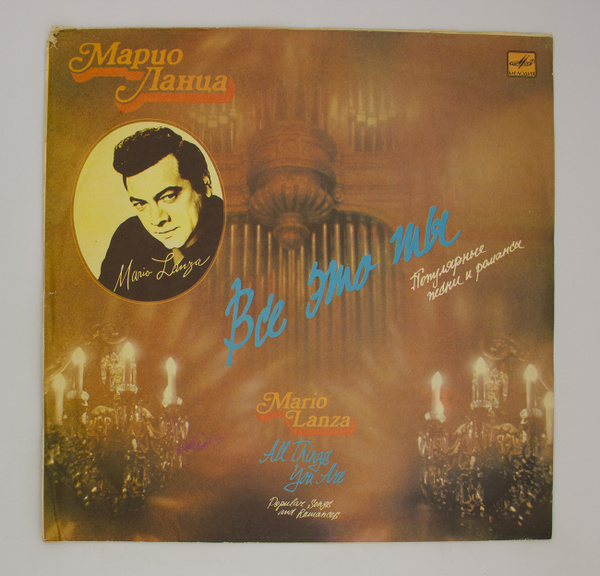 Марио
Ланца
МЕЛОДИЯ
Mario Lanza
Все это ты
Популярные
песни и романсы
Mario
Lanza
All Things
You Are
Popular Songs
and Romances